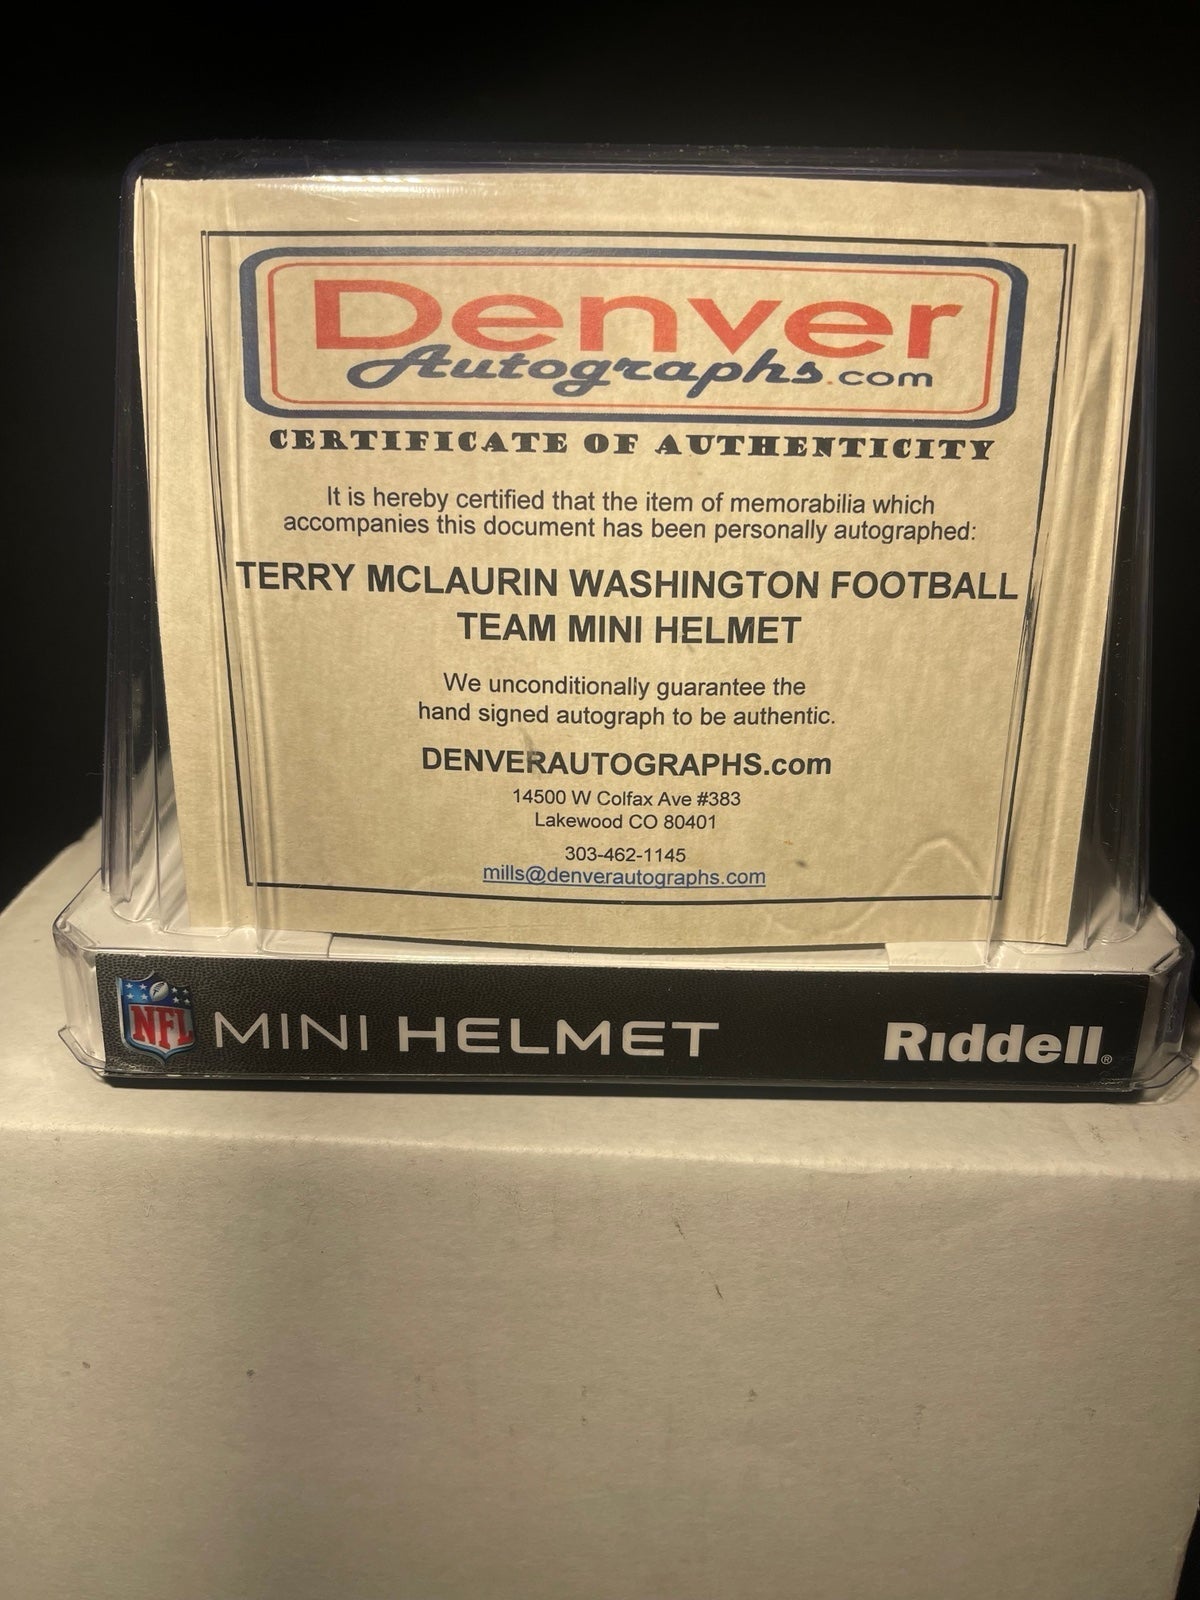 Denver
Autographs.com
CERTIFICATE OF AUTHENTICITY
It is hereby certified that the item of memorabilia which
accompanies this document has been personally autographed:
TERRY MCLAURIN WASHINGTON FOOTBALL
TEAM MINI HELMET
We unconditionally guarantee the
hand signed autograph to be authentic.
DENVERAUTOGRAPHS.com
14500 W Colfax Ave #383
Lakewood CO 80401
303-462-1145
mills@denverautographs.com
NFL MINI HELMET Riddell®